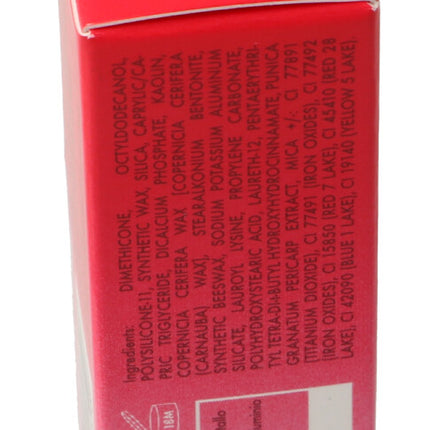 Ingredients: DIMETHICONE, OCTYLDODECANOL,
POLYSILICONE-11, SYNTHETIC WAX, SILICA, CAPRYLIC/CA-
PRIC TRIGLYCERIDE, DICALCIUM PHOSPHATE, KAOLIN,
COPERNICIA CERIFERA WAX [COPERNICIA CERIFERA
(CARNAUBA) WAX], STEARALKONIUM BENTONITE,
SYNTHETIC BEESWAX, SODIUM POTASSIUM ALUMINUM
SILICATE, LAUROYL LYSINE, PROPYLENE CARBONATE,
POLYHYDROXYSTEARIC ACID, LAURETH-12, PENTAERYTHRI-
TYL TETRA-DI-t-BUTYL HYDROXYHYDROCINNAMATE, PUNICA
GRANATUM PERICARP EXTRACT, MICA +/-: CI 77891
(TITANIUM DIOXIDE), CI 77491 (IRON OXIDES), CI 77492
(IRON OXIDES), CI 15850 (RED 7 LAKE), CI 45410 (RED 28
LAKE), CI 42090 (BLUE 1 LAKE), CI 19140 (YELLOW 5 LAKE).
18M